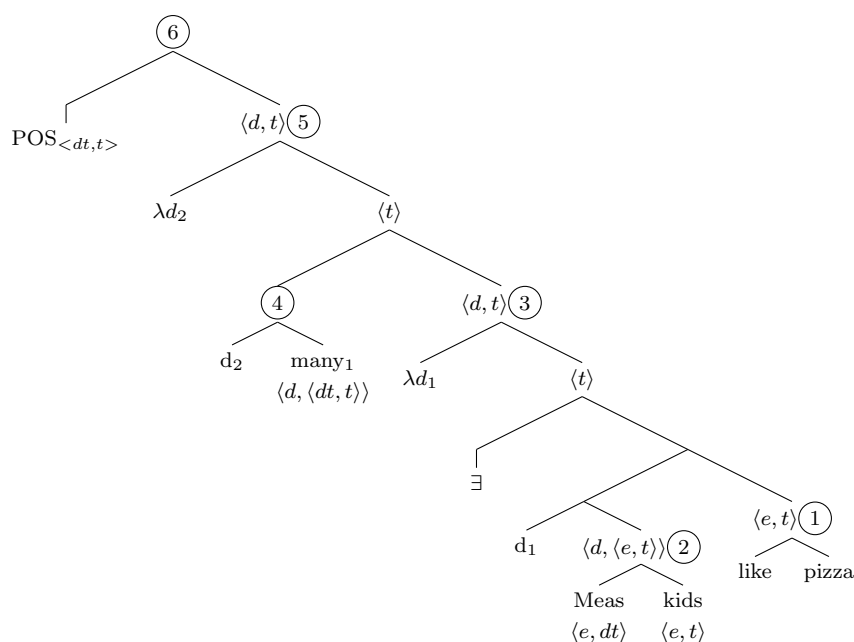 6
POS<dt,t>
⟨d, t⟩ 5
λd₂
⟨t⟩
4
⟨d, t⟩ 3
d₂
many₁
⟨d, ⟨dt, t⟩⟩
λd₁
⟨t⟩
∃
⟨e, t⟩ 1
d₁
⟨d, ⟨e, t⟩⟩ 2
like
pizza
Meas
kids
⟨e, dt⟩
⟨e, t⟩